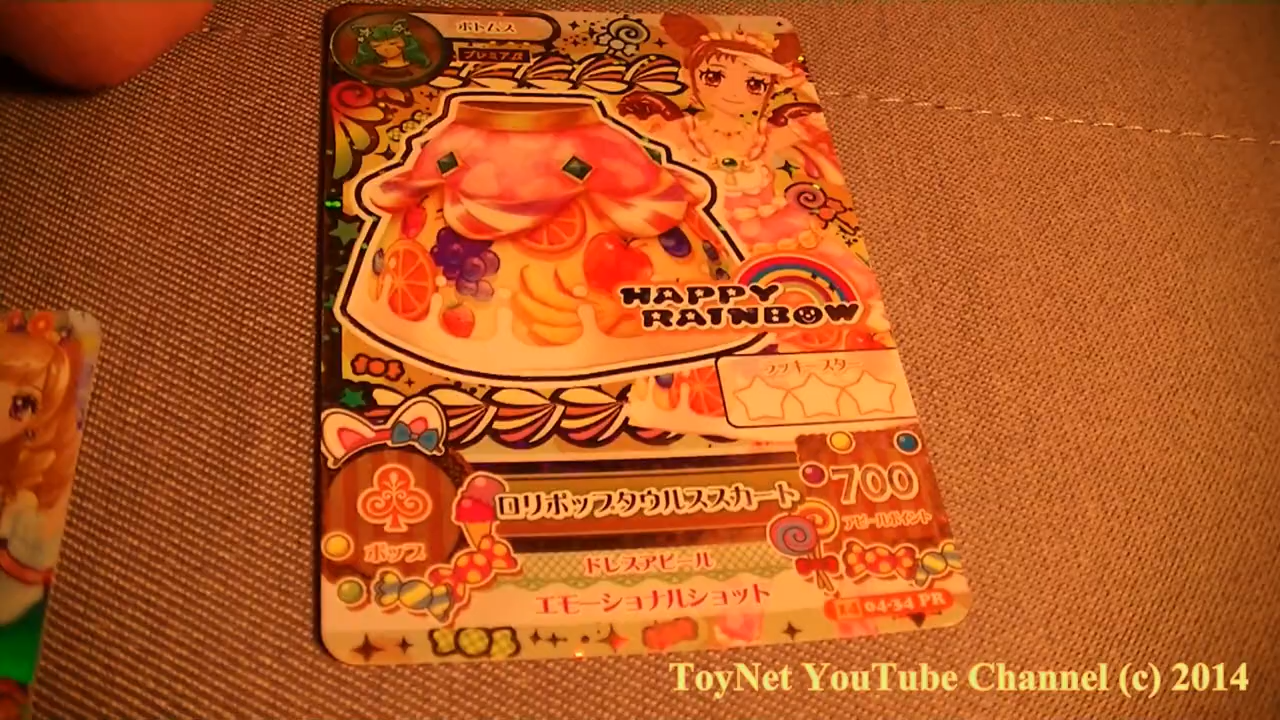 ボトムス
プレミアム
HAPPY
RAINBOW
ラッキースター
ポップ
ロリポップタウルススカート
700
アピールポイント
ドレスアピール
エモーショナルショット
14 04-34 PR
ToyNet YouTube Channel (c) 2014